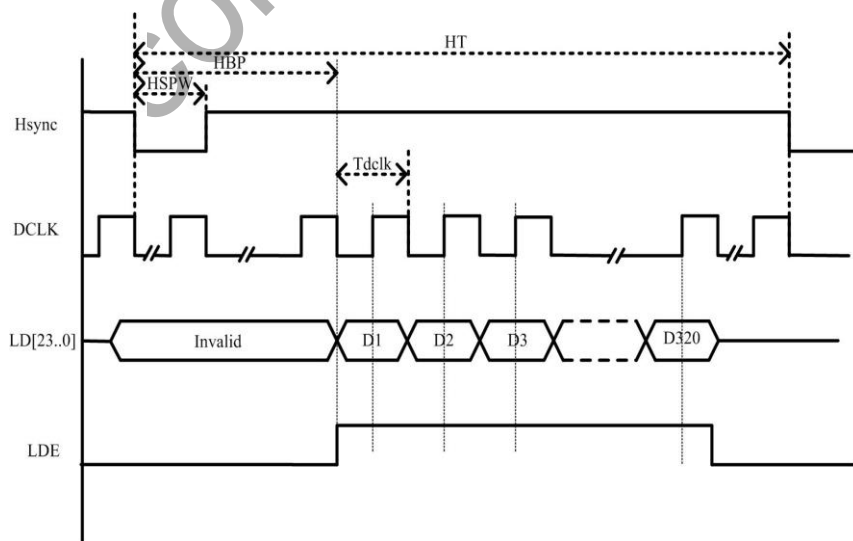 HT
HBP
HSPW
Hsync
Tdclk
DCLK
LD[23..0]
Invalid
D1
D2
D3
D320
LDE